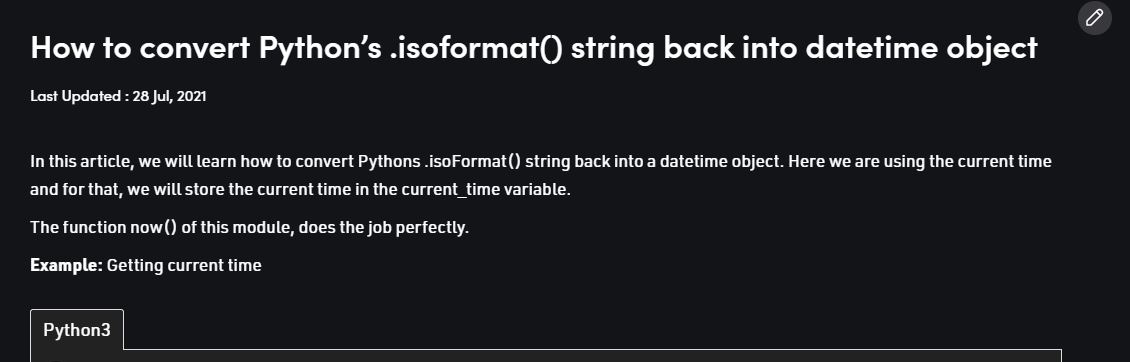 How to convert Python’s .isoformat() string back into datetime object
Last Updated : 28 Jul, 2021
In this article, we will learn how to convert Pythons .isoFormat() string back into a datetime object. Here we are using the current time
and for that, we will store the current time in the current_time variable.
The function now() of this module, does the job perfectly.
Example: Getting current time
Python3